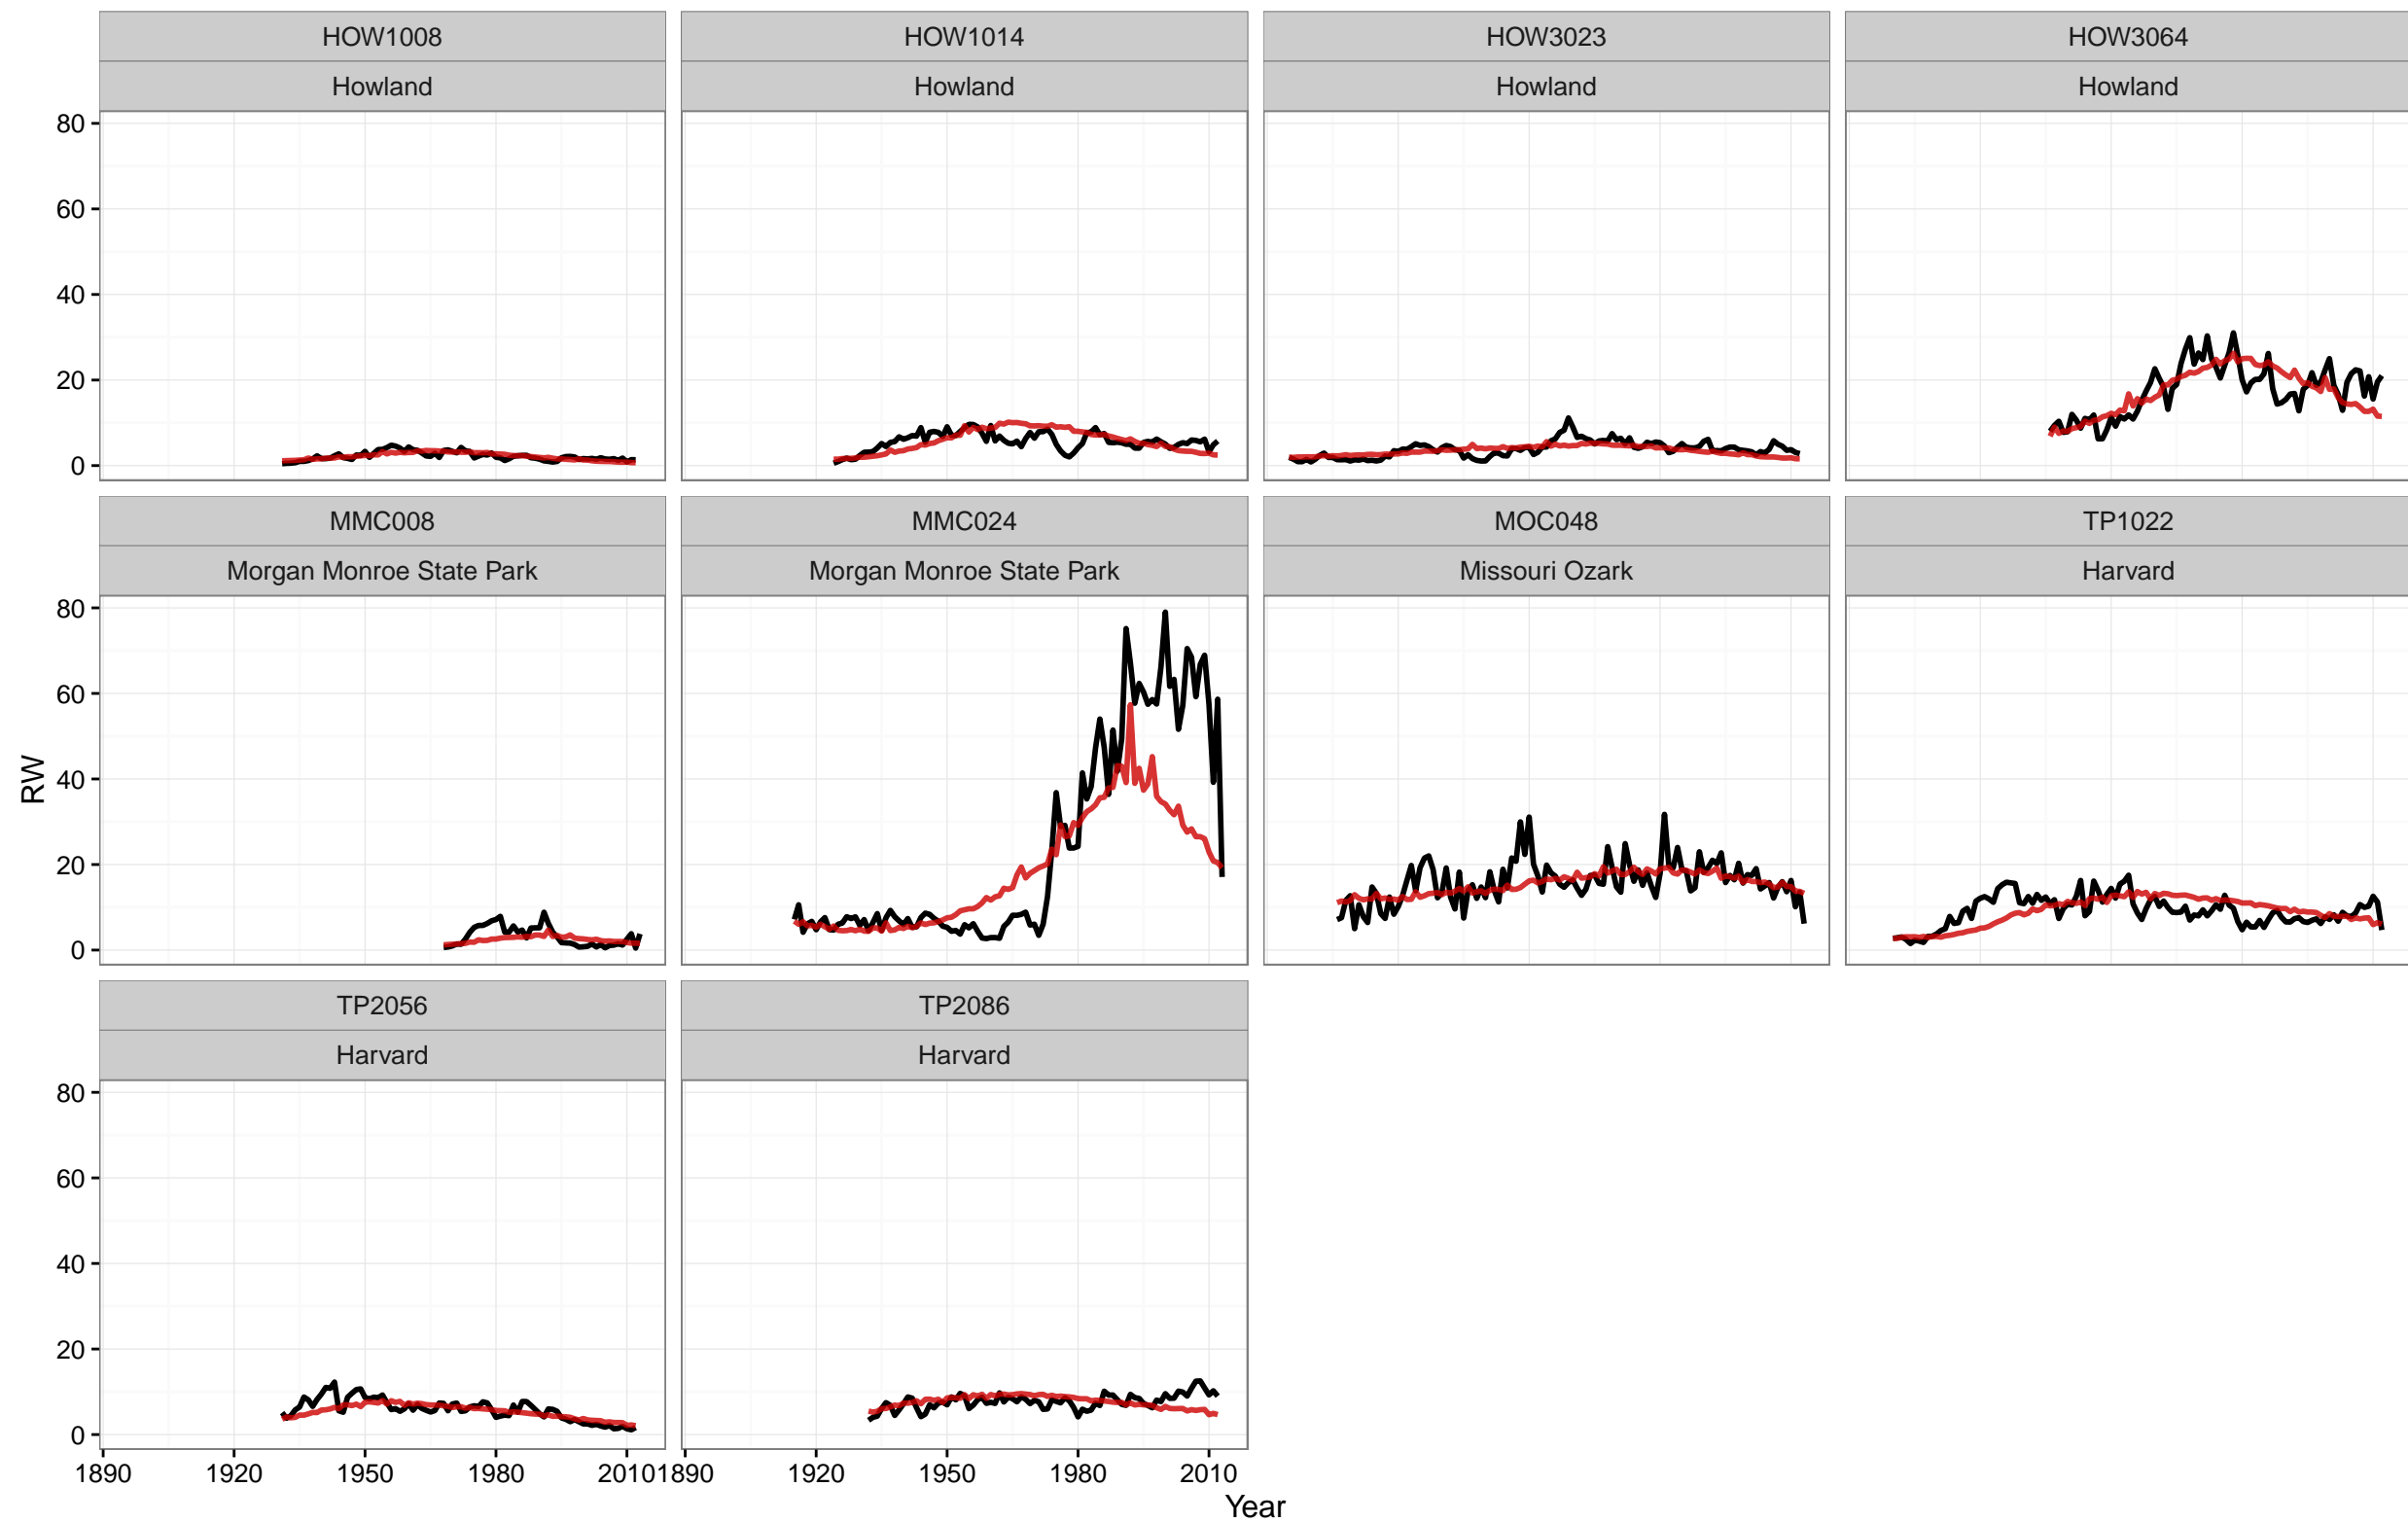 HOW1008 HOW1014 HOW3023 HOW3064
Howland Howland Howland Howland
80
60
40
20
0
MMC008 MMC024 MOC048 TP1022
Morgan Monroe State Park Morgan Monroe State Park Missouri Ozark Harvard
80
60
40
20
0
RW
TP2056 TP2086
Harvard Harvard
80
60
40
20
0
1890 1920 1950 1980 2010 1890 1920 1950 1980 2010
Year